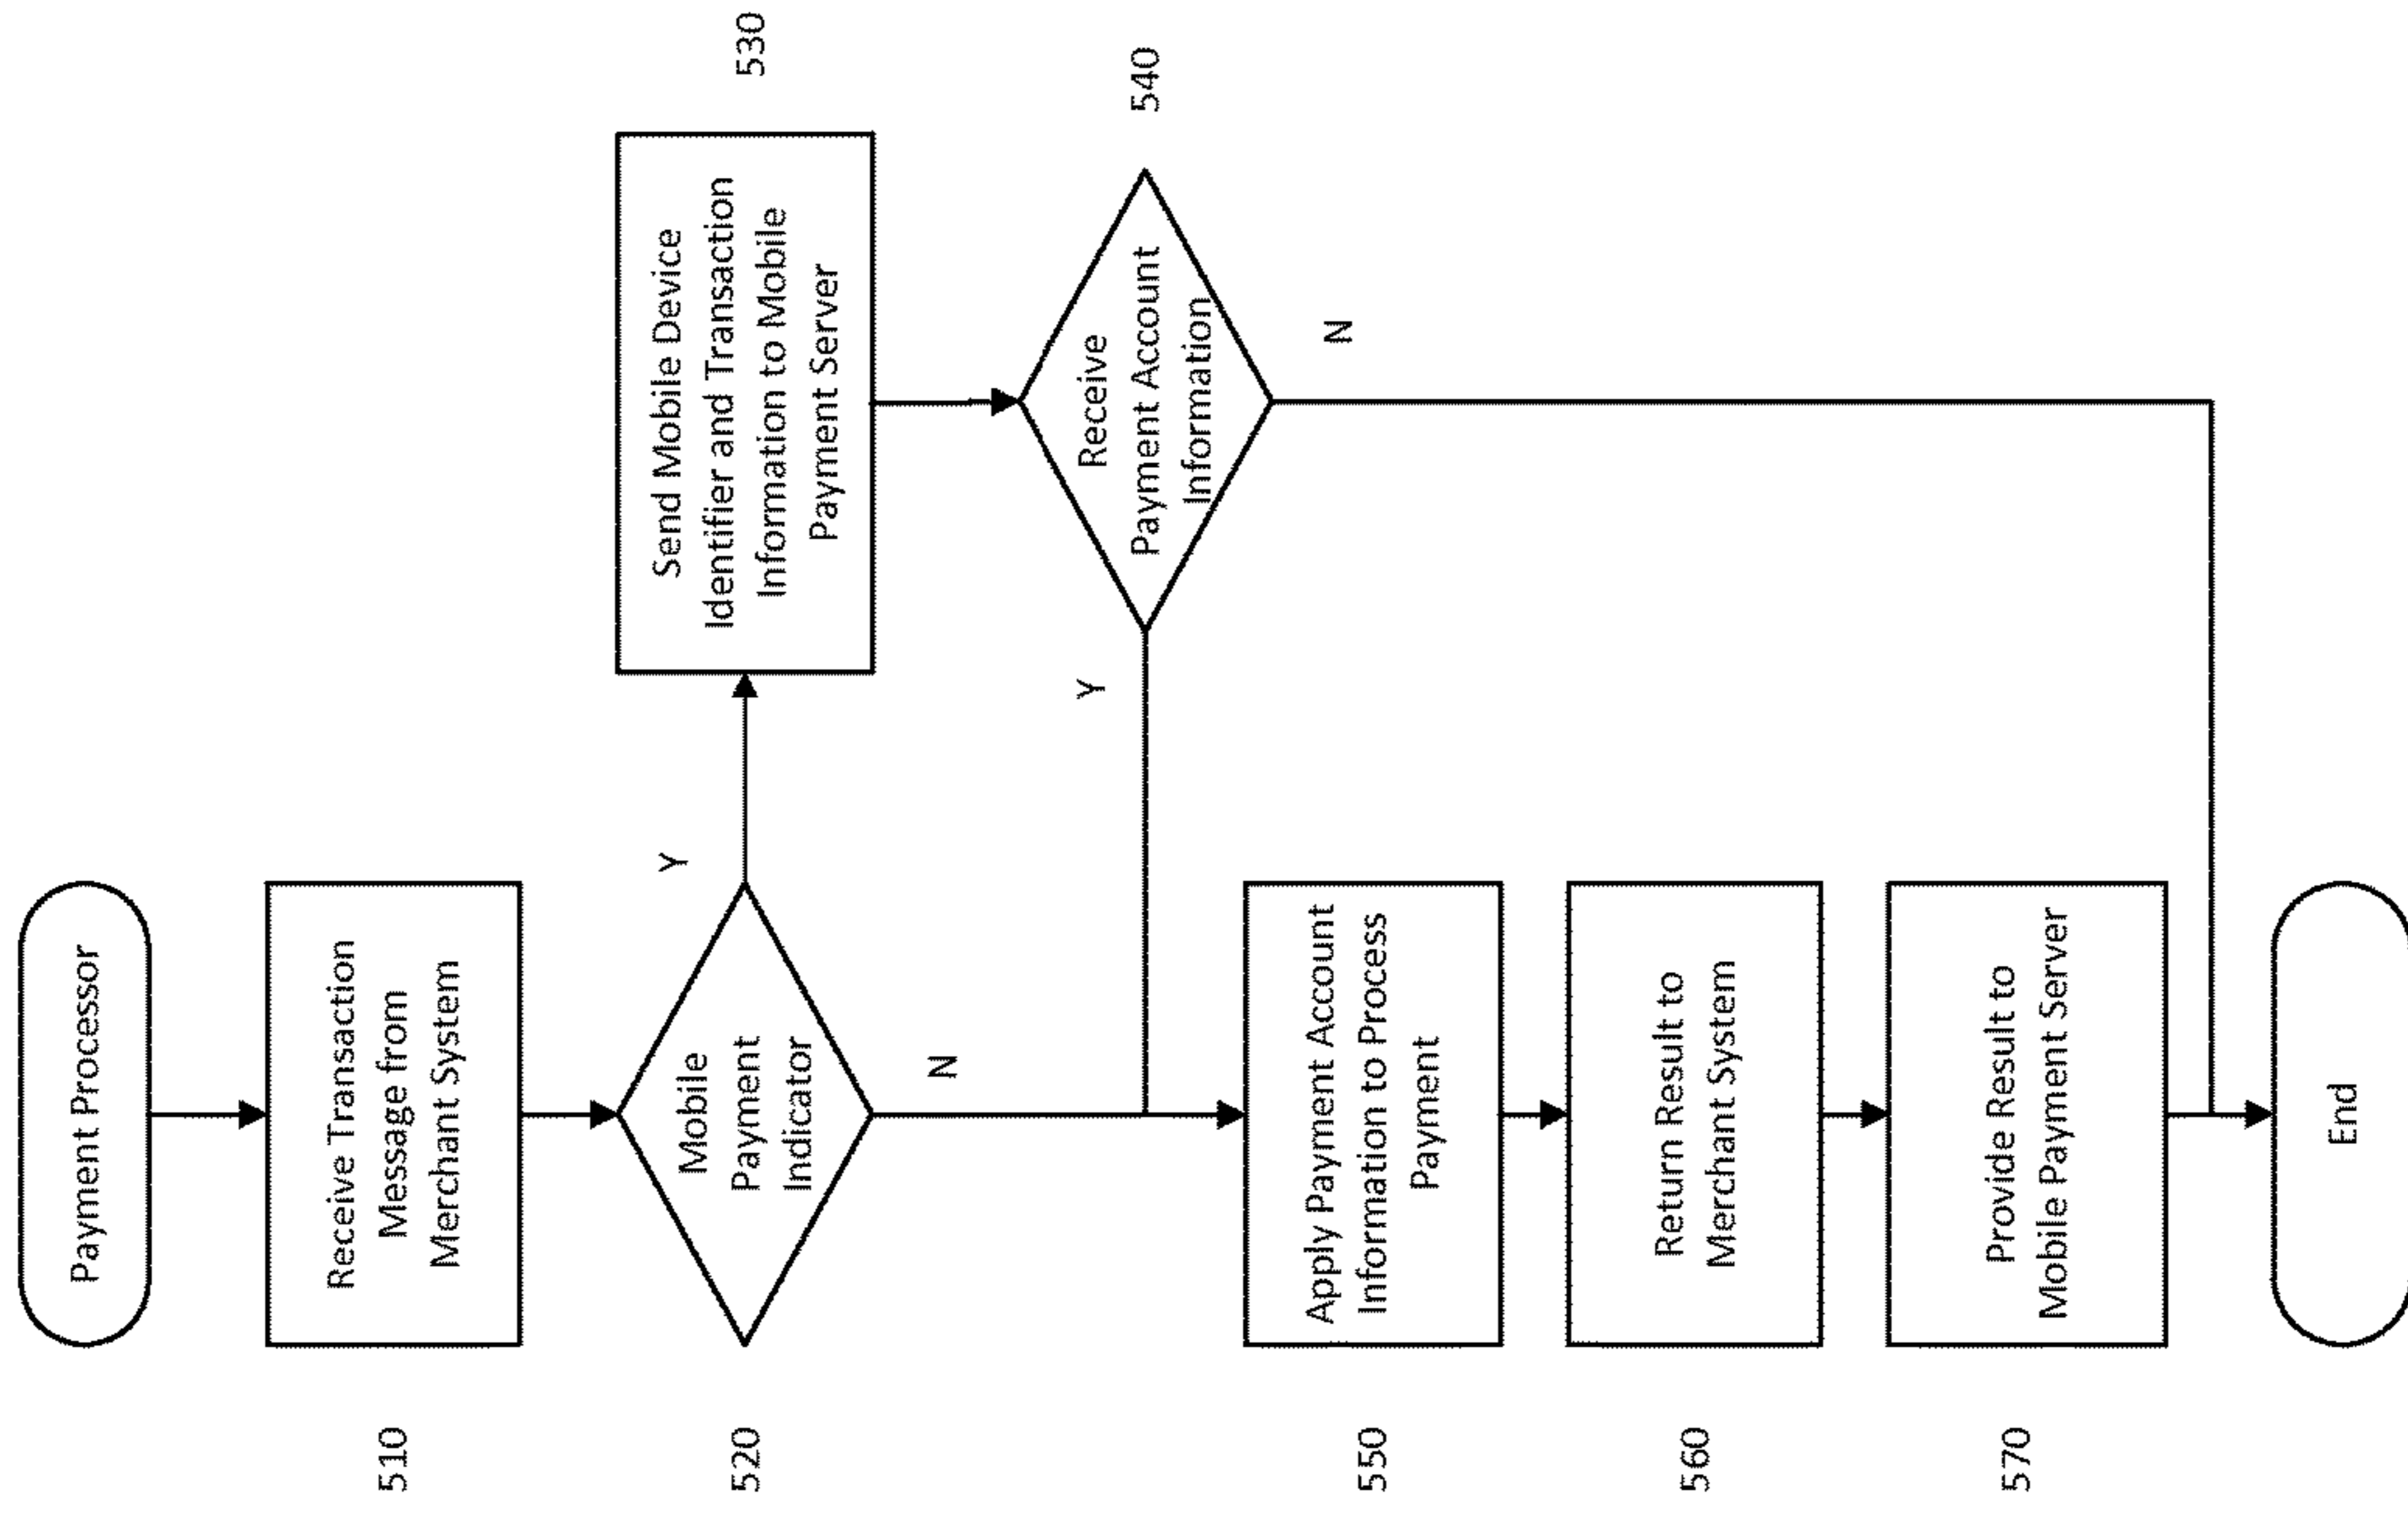 Payment Processor
510
Receive Transaction
Message from
Merchant System
520
Mobile
Payment
Indicator
Y
N
530
Send Mobile Device
Identifier and Transaction
Information to Mobile
Payment Server
540
Receive
Payment Account
Information
Y
N
550
Apply Payment Account
Information to Process
Payment
560
Return Result to
Merchant System
570
Provide Result to
Mobile Payment Server
End